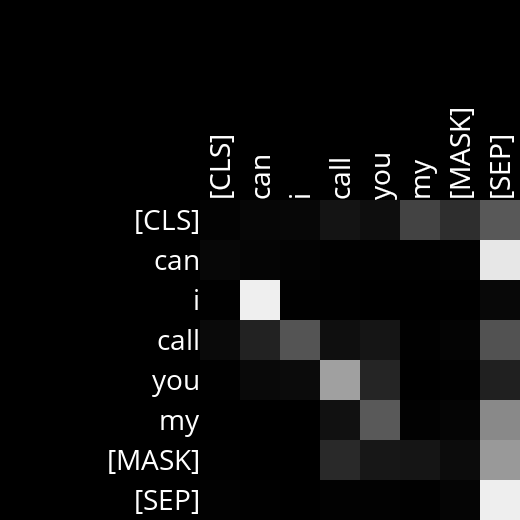 [CLS] can i call you my [MASK] [SEP]
[CLS]
can
i
call
you
my
[MASK]
[SEP]